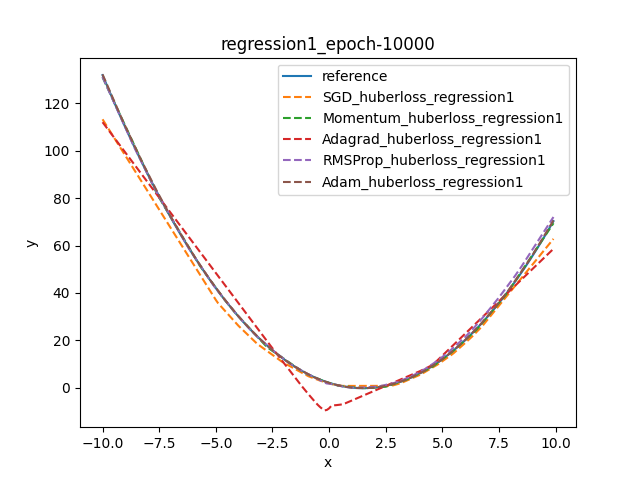 regression1_epoch-10000
reference
SGD_huberloss_regression1
Momentum_huberloss_regression1
Adagrad_huberloss_regression1
RMSProp_huberloss_regression1
Adam_huberloss_regression1
y
120
100
80
60
40
20
0
−10.0 −7.5 −5.0 −2.5 0.0 2.5 5.0 7.5 10.0
x